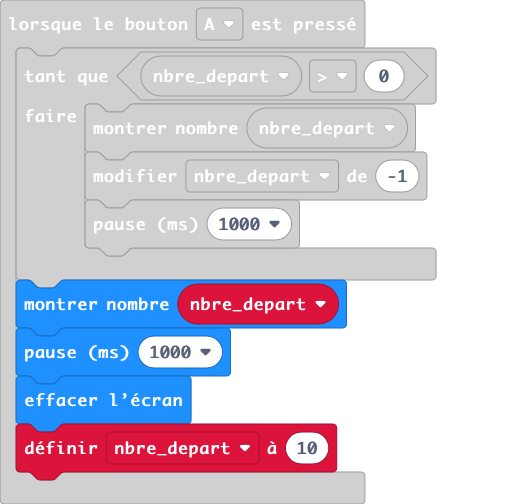 lorsque le bouton A est pressé
tant que nbre_depart > 0
faire
montrer nombre nbre_depart
modifier nbre_depart de -1
pause (ms) 1000
montrer nombre nbre_depart
pause (ms) 1000
effacer l’écran
définir nbre_depart à 10